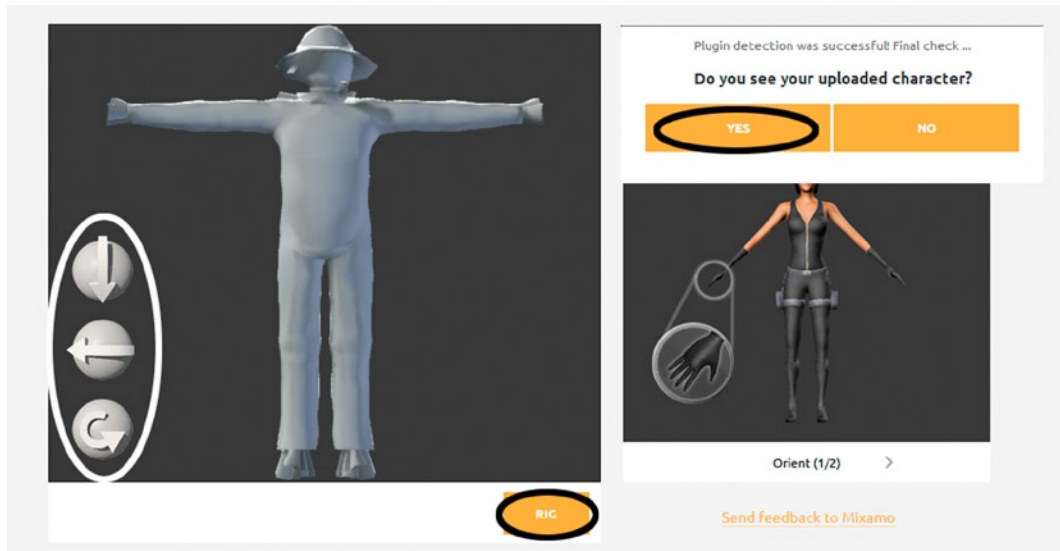 Plugin detection was successful! Final check ...
Do you see your uploaded character?
YES
NO
Orient (1/2)
RIG
Send feedback to Mixamo